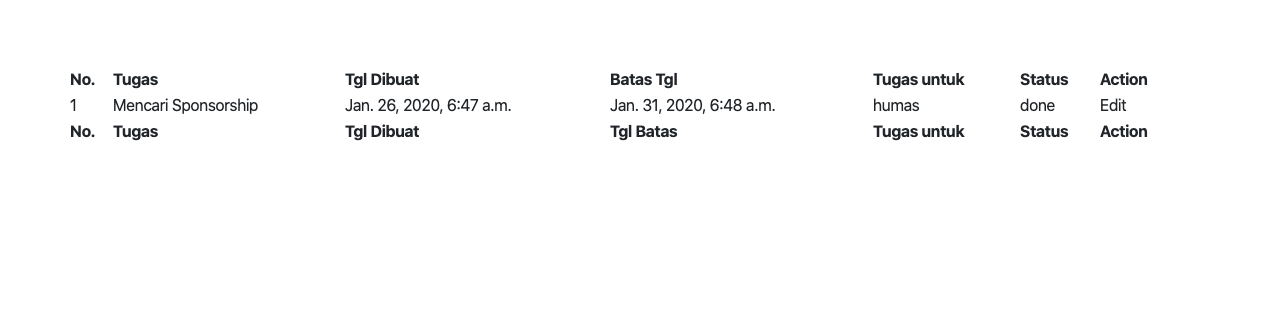 No. Tugas Tgl Dibuat Batas Tgl Tugas untuk Status Action
1 Mencari Sponsorship Jan. 26, 2020, 6:47 a.m. Jan. 31, 2020, 6:48 a.m. humas done Edit
No. Tugas Tgl Dibuat Tgl Batas Tugas untuk Status Action